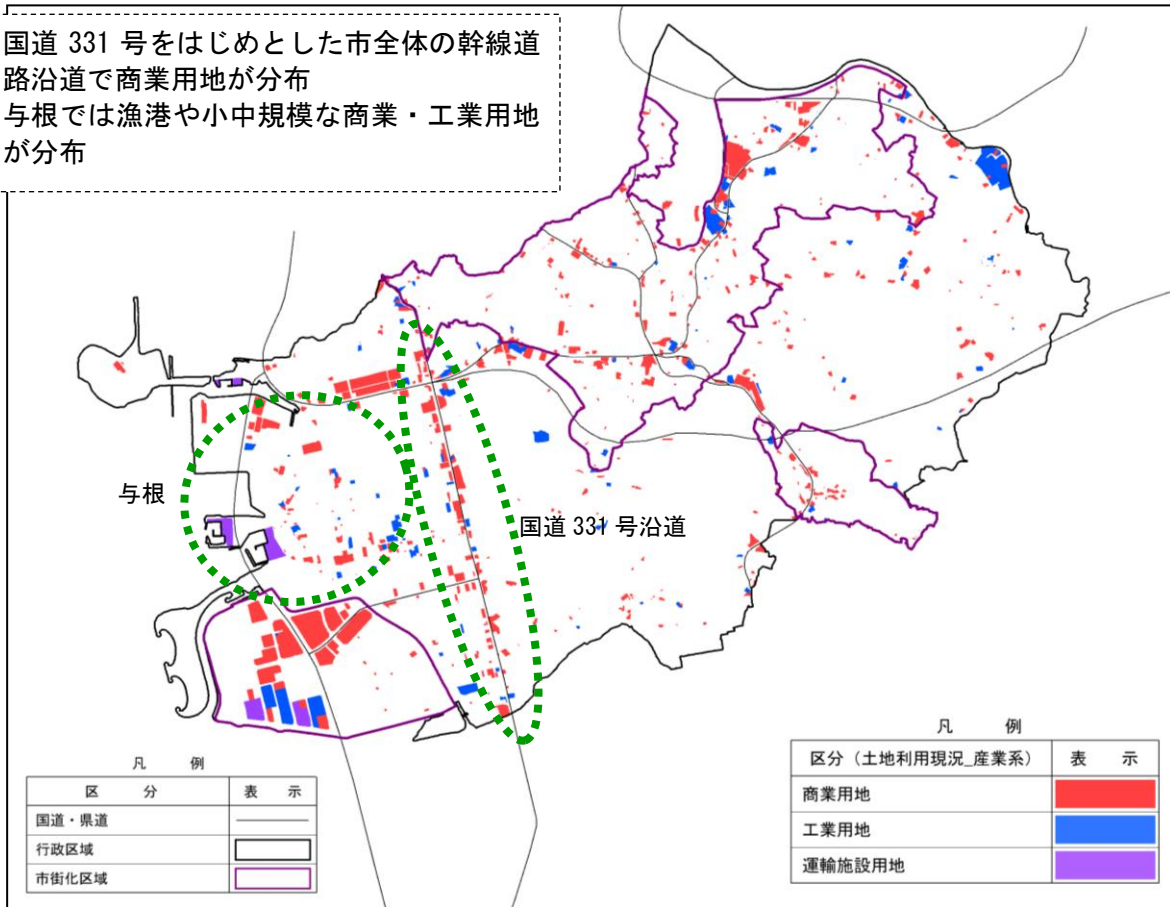 国道 331 号をはじめとした市全体の幹線道
路沿道で商業用地が分布
与根では漁港や小中規模な商業・工業用地
が分布
与根
国道 331 号沿道
凡 例
区 分 表 示
国道・県道
行政区域
市街化区域
凡 例
区分（土地利用現況_産業系） 表 示
商業用地
工業用地
運輸施設用地